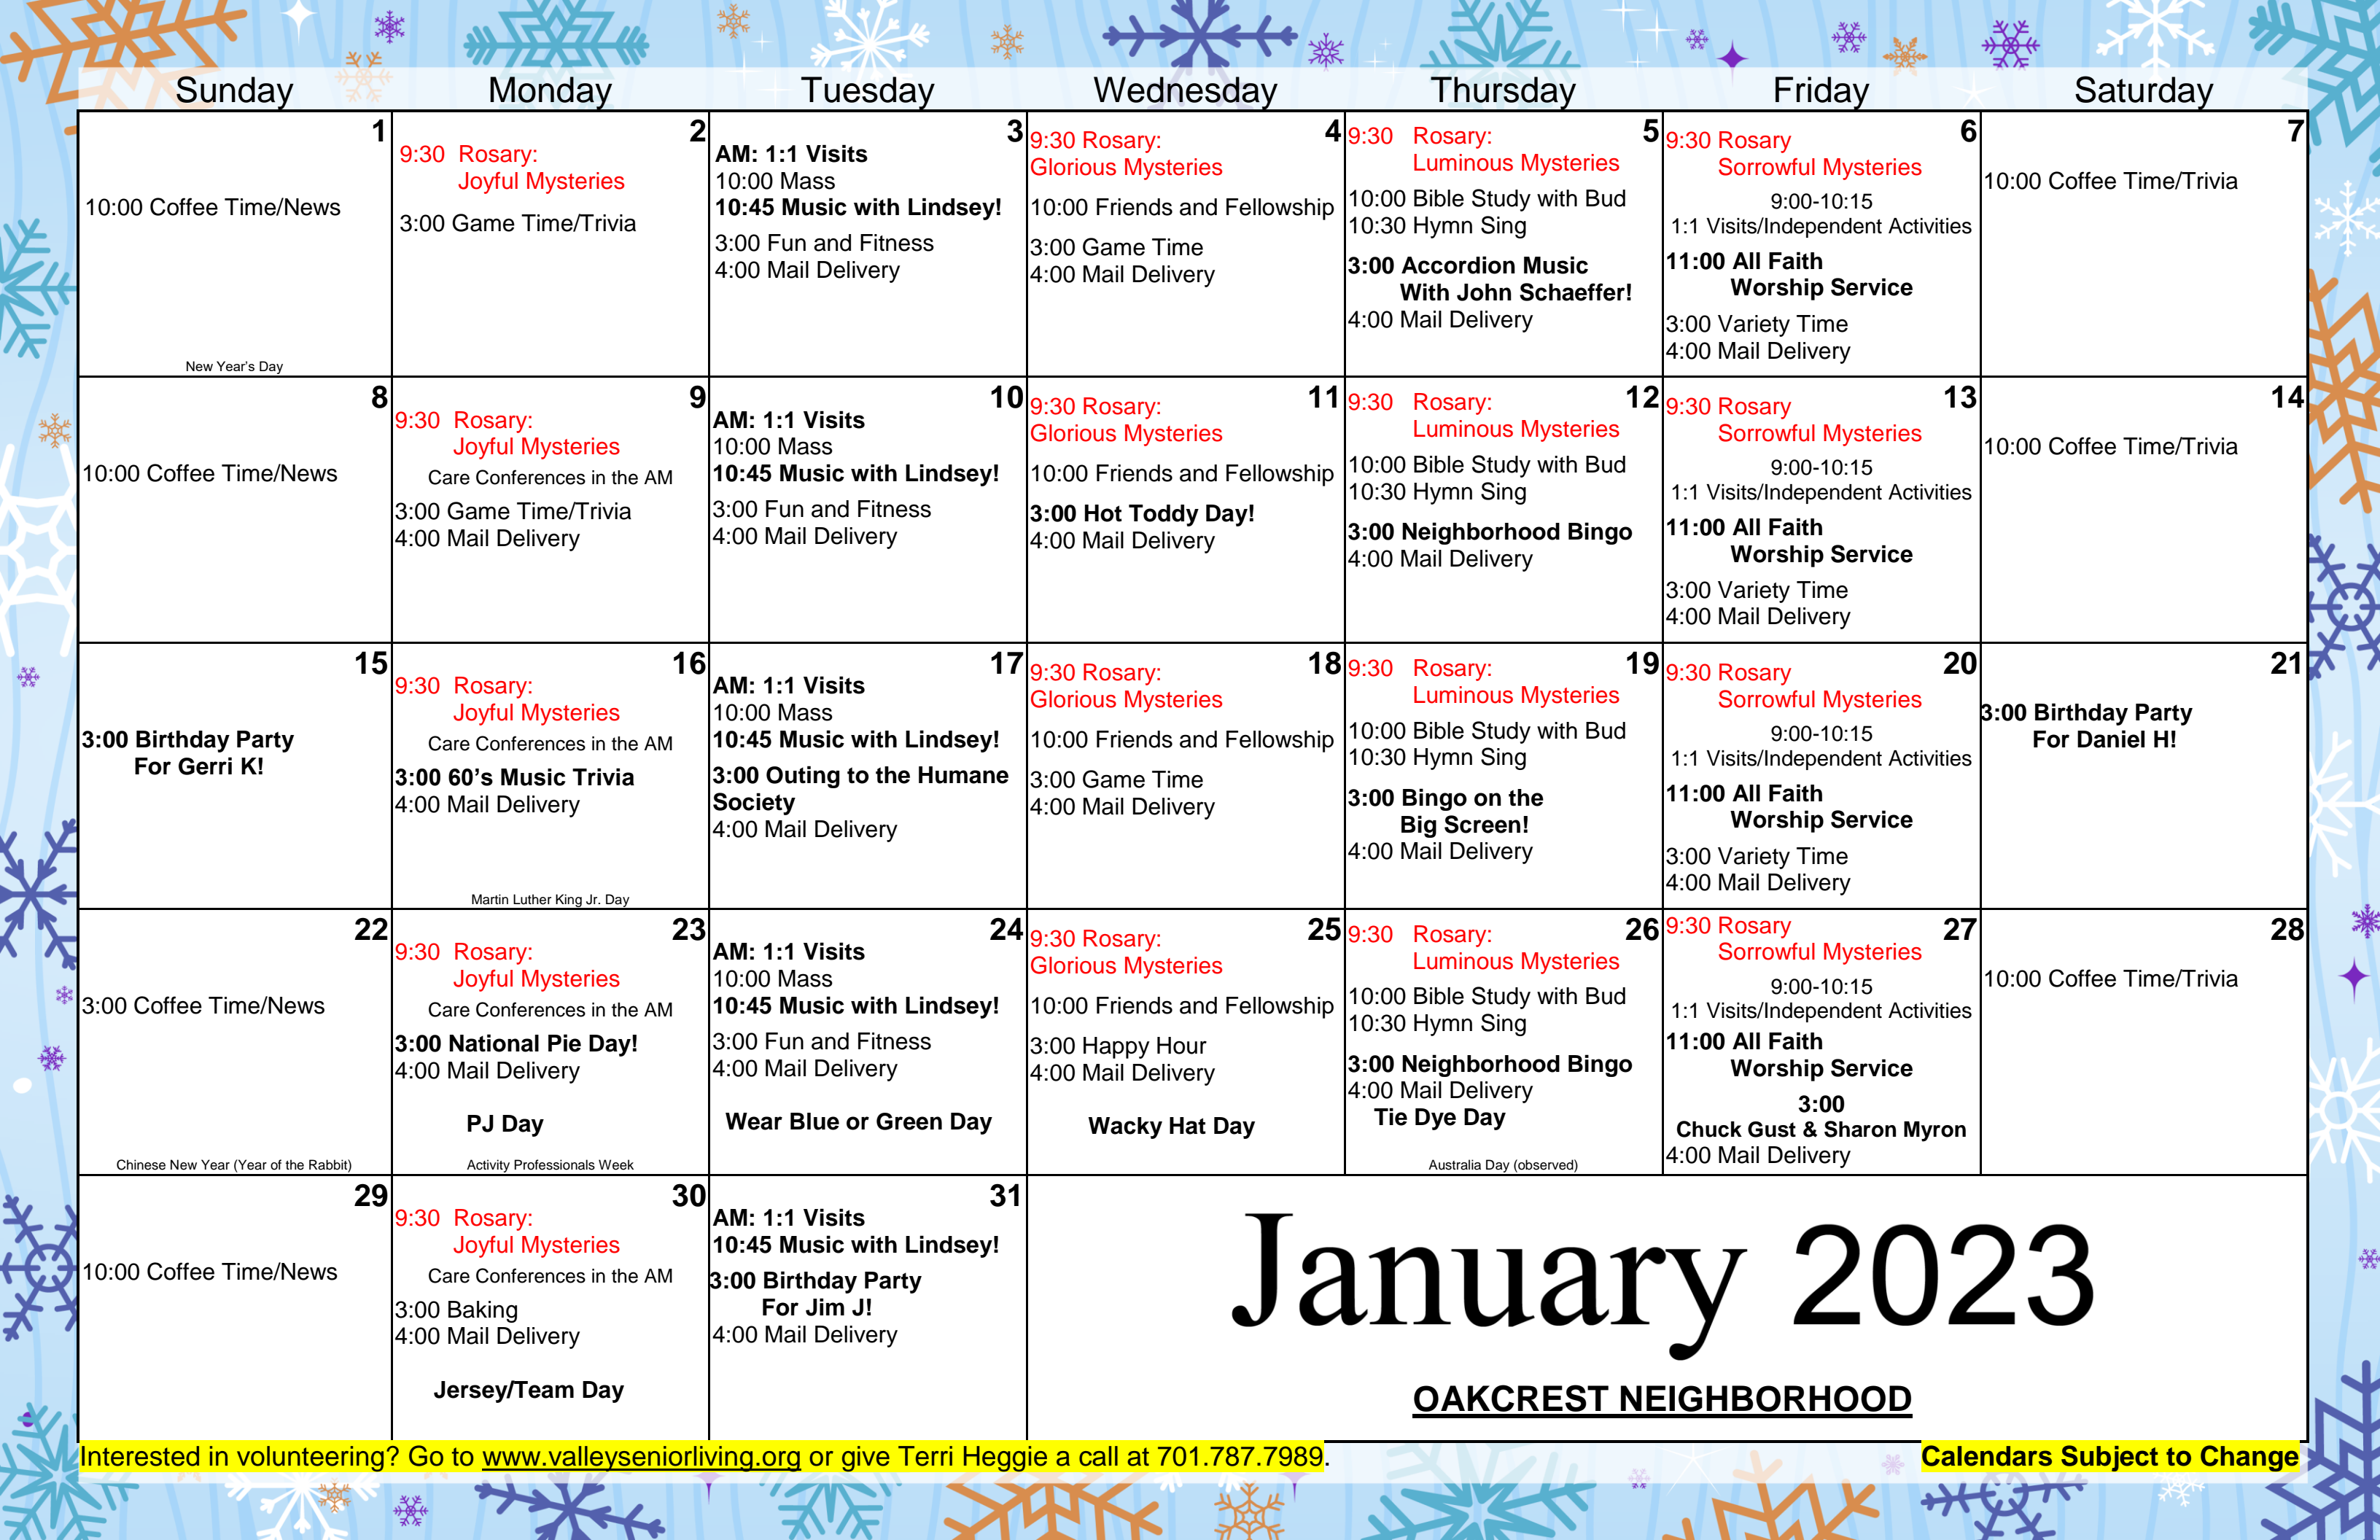 Sunday Monday Tuesday Wednesday Thursday Friday Saturday
1
10:00 Coffee Time/News
New Year's Day
2
9:30 Rosary:
Joyful Mysteries
3:00 Game Time/Trivia
3
AM: 1:1 Visits
10:00 Mass
10:45 Music with Lindsey!
3:00 Fun and Fitness
4:00 Mail Delivery
4
9:30 Rosary:
Glorious Mysteries
10:00 Friends and Fellowship
3:00 Game Time
4:00 Mail Delivery
5
9:30 Rosary:
Luminous Mysteries
10:00 Bible Study with Bud
10:30 Hymn Sing
3:00 Accordion Music
With John Schaeffer!
4:00 Mail Delivery
6
9:30 Rosary
Sorrowful Mysteries
9:00-10:15
1:1 Visits/Independent Activities
11:00 All Faith
Worship Service
3:00 Variety Time
4:00 Mail Delivery
7
10:00 Coffee Time/Trivia
8
10:00 Coffee Time/News
9
9:30 Rosary:
Joyful Mysteries
Care Conferences in the AM
3:00 Game Time/Trivia
4:00 Mail Delivery
10
AM: 1:1 Visits
10:00 Mass
10:45 Music with Lindsey!
3:00 Fun and Fitness
4:00 Mail Delivery
11
9:30 Rosary:
Glorious Mysteries
10:00 Friends and Fellowship
3:00 Hot Toddy Day!
4:00 Mail Delivery
12
9:30 Rosary:
Luminous Mysteries
10:00 Bible Study with Bud
10:30 Hymn Sing
3:00 Neighborhood Bingo
4:00 Mail Delivery
13
9:30 Rosary
Sorrowful Mysteries
9:00-10:15
1:1 Visits/Independent Activities
11:00 All Faith
Worship Service
3:00 Variety Time
4:00 Mail Delivery
14
10:00 Coffee Time/Trivia
15
3:00 Birthday Party
For Gerri K!
16
9:30 Rosary:
Joyful Mysteries
Care Conferences in the AM
3:00 60's Music Trivia
4:00 Mail Delivery
Martin Luther King Jr. Day
17
AM: 1:1 Visits
10:00 Mass
10:45 Music with Lindsey!
3:00 Outing to the Humane
Society
4:00 Mail Delivery
18
9:30 Rosary:
Glorious Mysteries
10:00 Friends and Fellowship
3:00 Game Time
4:00 Mail Delivery
19
9:30 Rosary:
Luminous Mysteries
10:00 Bible Study with Bud
10:30 Hymn Sing
3:00 Bingo on the
Big Screen!
4:00 Mail Delivery
20
9:30 Rosary
Sorrowful Mysteries
9:00-10:15
1:1 Visits/Independent Activities
11:00 All Faith
Worship Service
3:00 Variety Time
4:00 Mail Delivery
21
3:00 Birthday Party
For Daniel H!
22
3:00 Coffee Time/News
Chinese New Year (Year of the Rabbit)
23
9:30 Rosary:
Joyful Mysteries
Care Conferences in the AM
3:00 National Pie Day!
4:00 Mail Delivery
PJ Day
Activity Professionals Week
24
AM: 1:1 Visits
10:00 Mass
10:45 Music with Lindsey!
3:00 Fun and Fitness
4:00 Mail Delivery
Wear Blue or Green Day
25
9:30 Rosary:
Glorious Mysteries
10:00 Friends and Fellowship
3:00 Happy Hour
4:00 Mail Delivery
Wacky Hat Day
26
9:30 Rosary:
Luminous Mysteries
10:00 Bible Study with Bud
10:30 Hymn Sing
3:00 Neighborhood Bingo
4:00 Mail Delivery
Tie Dye Day
Australia Day (observed)
27
9:30 Rosary
Sorrowful Mysteries
9:00-10:15
1:1 Visits/Independent Activities
11:00 All Faith
Worship Service
3:00
Chuck Gust & Sharon Myron
4:00 Mail Delivery
28
10:00 Coffee Time/Trivia
29
10:00 Coffee Time/News
30
9:30 Rosary:
Joyful Mysteries
Care Conferences in the AM
3:00 Baking
4:00 Mail Delivery
Jersey/Team Day
31
AM: 1:1 Visits
10:45 Music with Lindsey!
3:00 Birthday Party
For Jim J!
4:00 Mail Delivery
January 2023
OAKCREST NEIGHBORHOOD
Interested in volunteering? Go to www.valleyseniorliving.org or give Terri Heggie a call at 701.787.7989.
Calendars Subject to Change